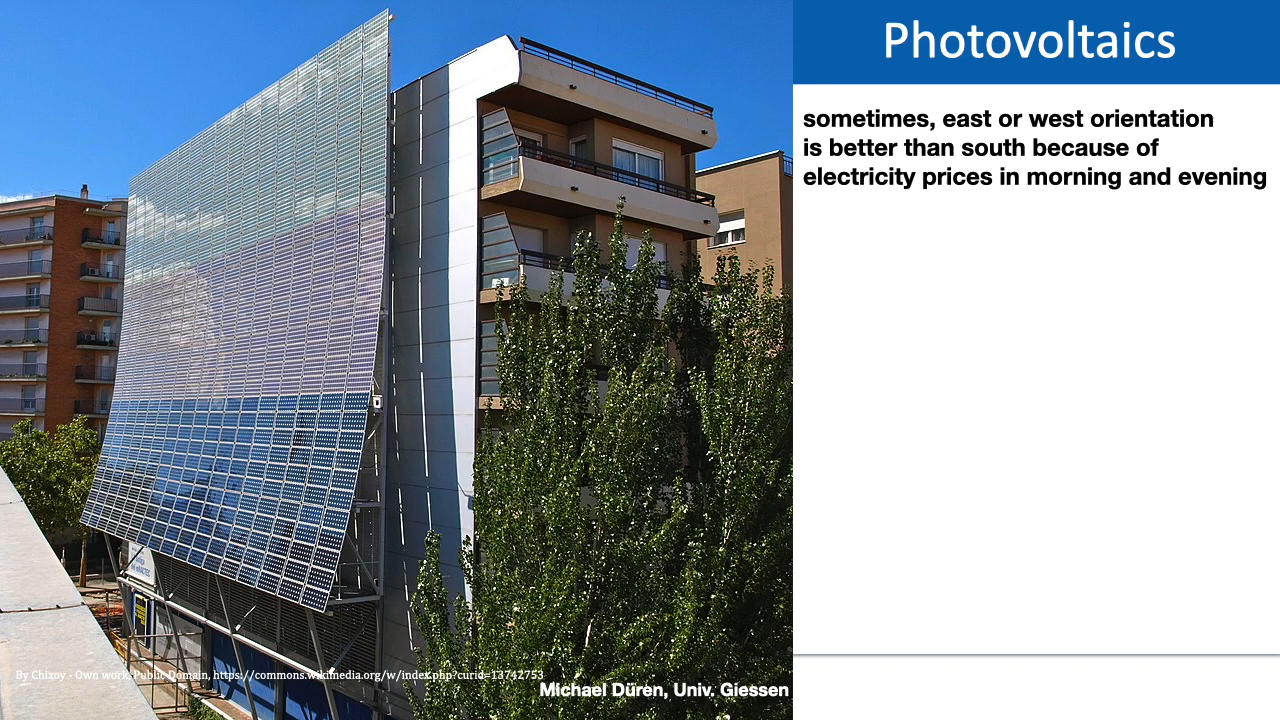 Photovoltaics
sometimes, east or west orientation
is better than south because of
electricity prices in morning and evening
By Chixoy - Own work, Public Domain, https://commons.wikimedia.org/w/index.php?curid=13742753
Michael Düren, Univ. Giessen